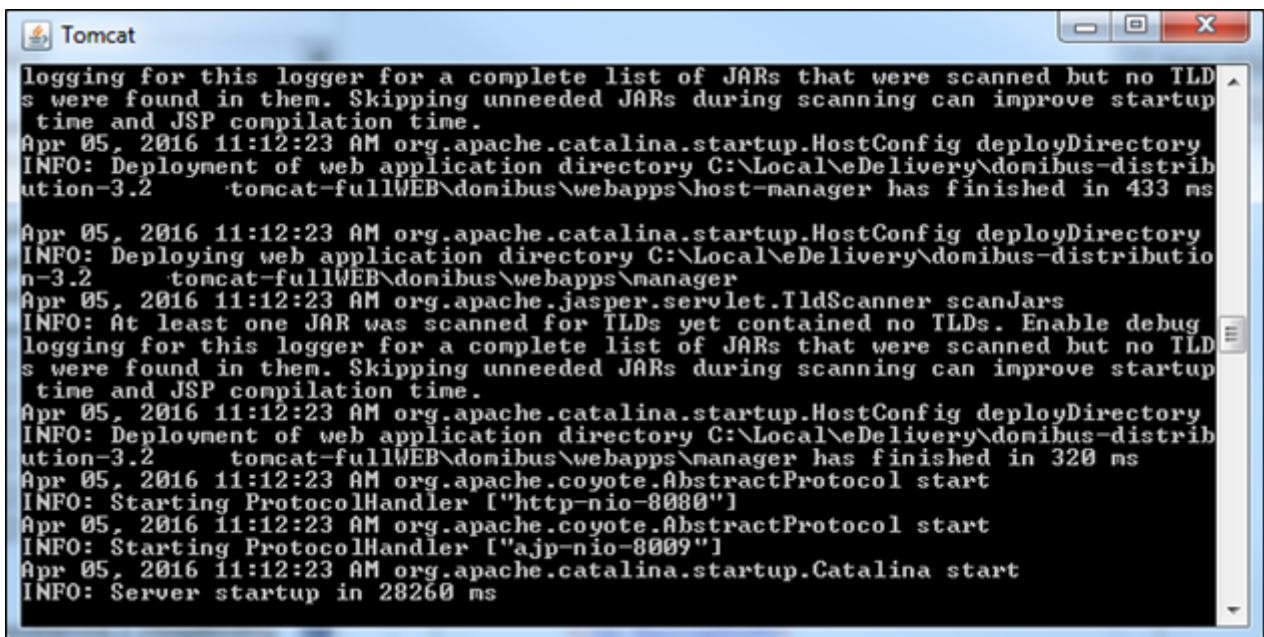 Tomcat
logging for this logger for a complete list of JARs that were scanned but no TLD
s were found in them. Skipping unneeded JARs during scanning can improve startup
time and JSP compilation time.
Apr 05, 2016 11:12:23 AM org.apache.catalina.startup.HostConfig deployDirectory
INFO: Deployment of web application directory C:\Local\eDelivery\domibus-distrib
ution-3.2 tomcat-fullWEB\domibus\webapps\host-manager has finished in 433 ms
Apr 05, 2016 11:12:23 AM org.apache.catalina.startup.HostConfig deployDirectory
INFO: Deploying web application directory C:\Local\eDelivery\domibus-distributio
n-3.2 tomcat-fullWEB\domibus\webapps\manager
Apr 05, 2016 11:12:23 AM org.apache.jasper.servlet.TldScanner scanJars
INFO: At least one JAR was scanned for TLDs yet contained no TLDs. Enable debug
logging for this logger for a complete list of JARs that were scanned but no TLD
s were found in them. Skipping unneeded JARs during scanning can improve startup
time and JSP compilation time.
Apr 05, 2016 11:12:23 AM org.apache.catalina.startup.HostConfig deployDirectory
INFO: Deployment of web application directory C:\Local\eDelivery\domibus-distrib
ution-3.2 tomcat-fullWEB\domibus\webapps\manager has finished in 320 ms
Apr 05, 2016 11:12:23 AM org.apache.coyote.AbstractProtocol start
INFO: Starting ProtocolHandler ["http-nio-8080"]
Apr 05, 2016 11:12:23 AM org.apache.coyote.AbstractProtocol start
INFO: Starting ProtocolHandler ["ajp-nio-8009"]
Apr 05, 2016 11:12:23 AM org.apache.catalina.startup.Catalina start
INFO: Server startup in 28260 ms